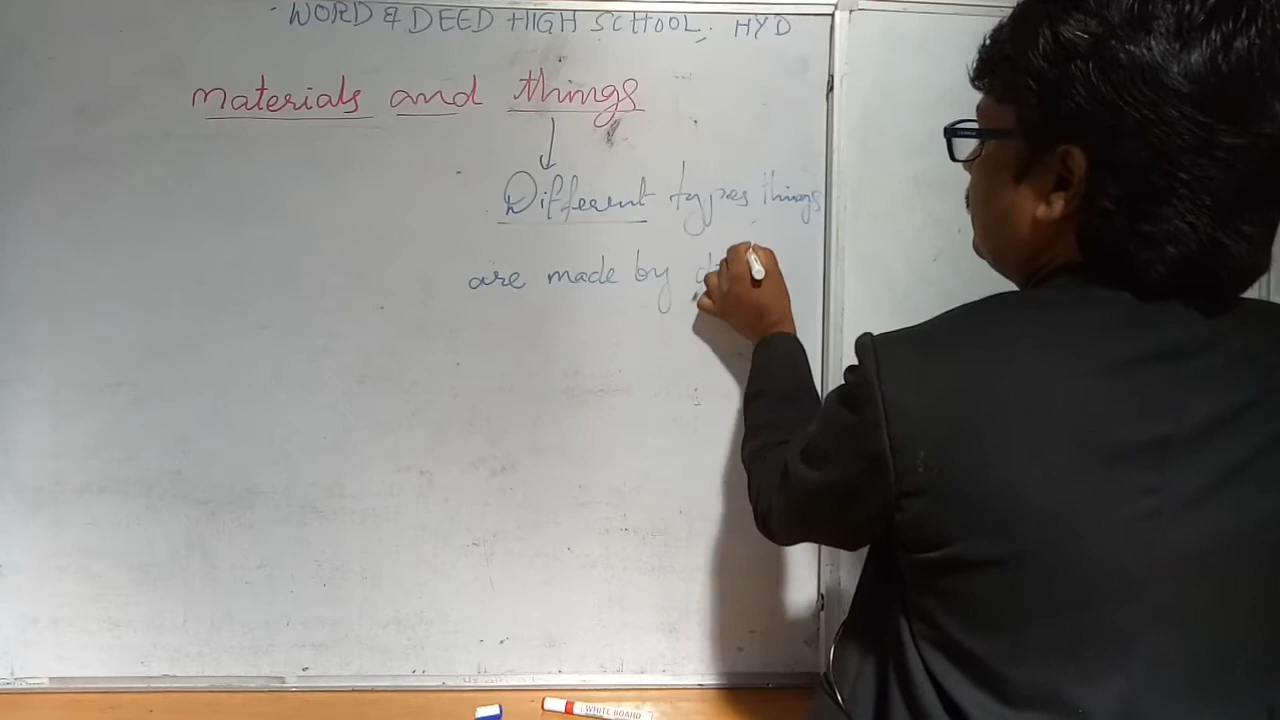 WORD & DEED HIGH SCHOOL, HYD
materials and things
Different types things
are made by
WHITE BOARD